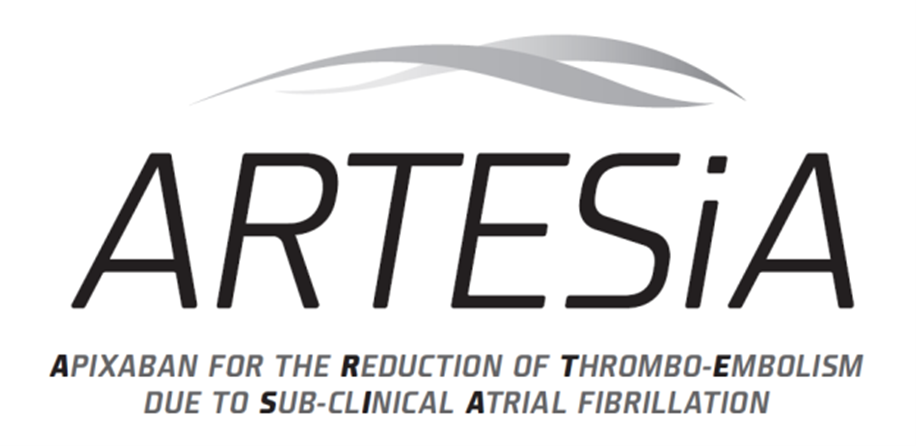 ARTESiA
APIXABAN FOR THE REDUCTION OF THROMBO-EMBOLISM
DUE TO SUB-CLINICAL ATRIAL FIBRILLATION